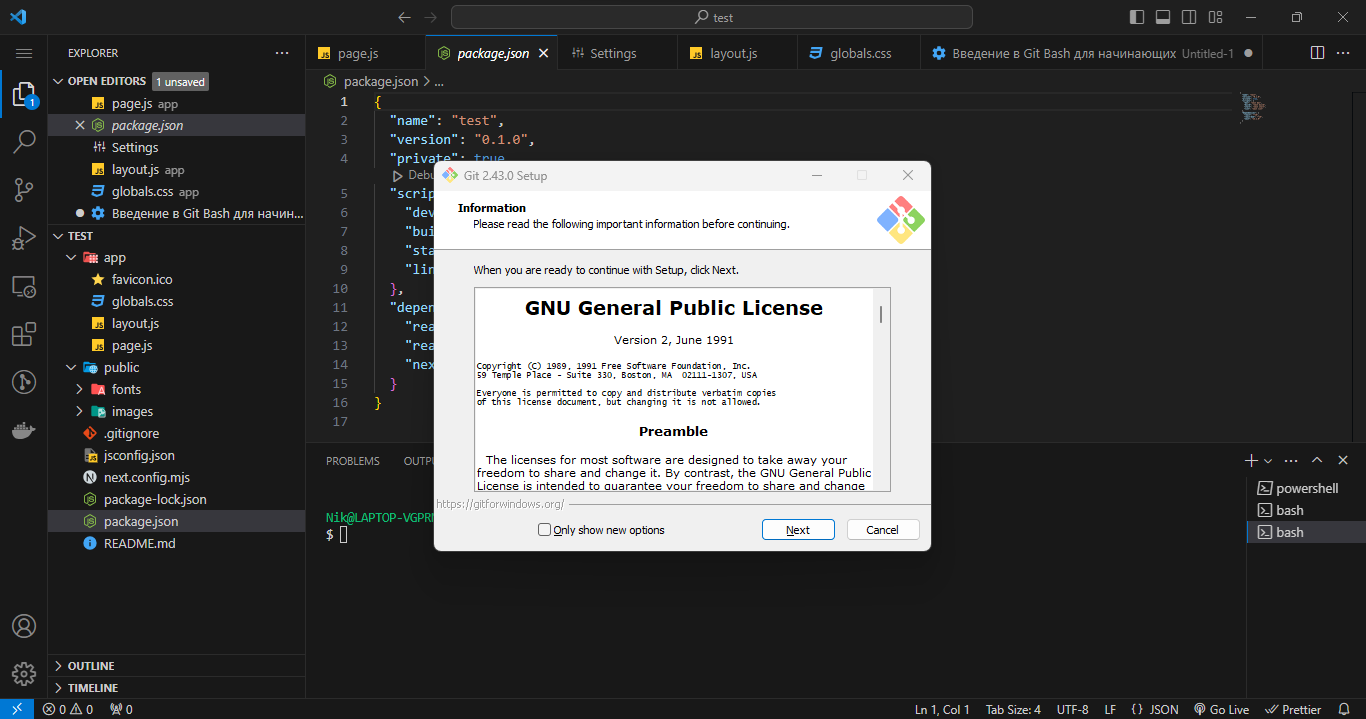 test
EXPLORER
OPEN EDITORS 1 unsaved
page.js app
package.json
Settings
layout.js app
globals.css app
Введение в Git Bash для начин...
TEST
app
favicon.ico
globals.css
layout.js
page.js
public
fonts
images
.gitignore
jsconfig.json
next.config.mjs
package-lock.json
package.json
README.md
OUTLINE
TIMELINE
page.js package.json Settings layout.js globals.css Введение в Git Bash для начинающих Untitled-1
package.json > ...
1 {
2 "name": "test",
3 "version": "0.1.0",
4 "private": true
Debu
5 "scrip
6 "dev
7 "bui
8 "sta
9 "lin
10 },
11 "depen
12 "rea
13 "rea
14 "nex
15 }
16 }
17
Git 2.43.0 Setup
Information
Please read the following important information before continuing.
When you are ready to continue with Setup, click Next.
GNU General Public License
Version 2, June 1991
Copyright (C) 1989, 1991 Free Software Foundation, Inc.
59 Temple Place - Suite 330, Boston, MA 02111-1307, USA
Everyone is permitted to copy and distribute verbatim copies
of this license document, but changing it is not allowed.
Preamble
The licenses for most software are designed to take away your
freedom to share and change it. By contrast, the GNU General Public
License is intended to guarantee your freedom to share and change
https://gitforwindows.org/
Only show new options
Next Cancel
PROBLEMS OUTPU
Nik@LAPTOP-VGPRN
$
powershell
bash
bash
1
0 0 0
Ln 1, Col 1 Tab Size: 4 UTF-8 LF {} JSON Go Live Prettier